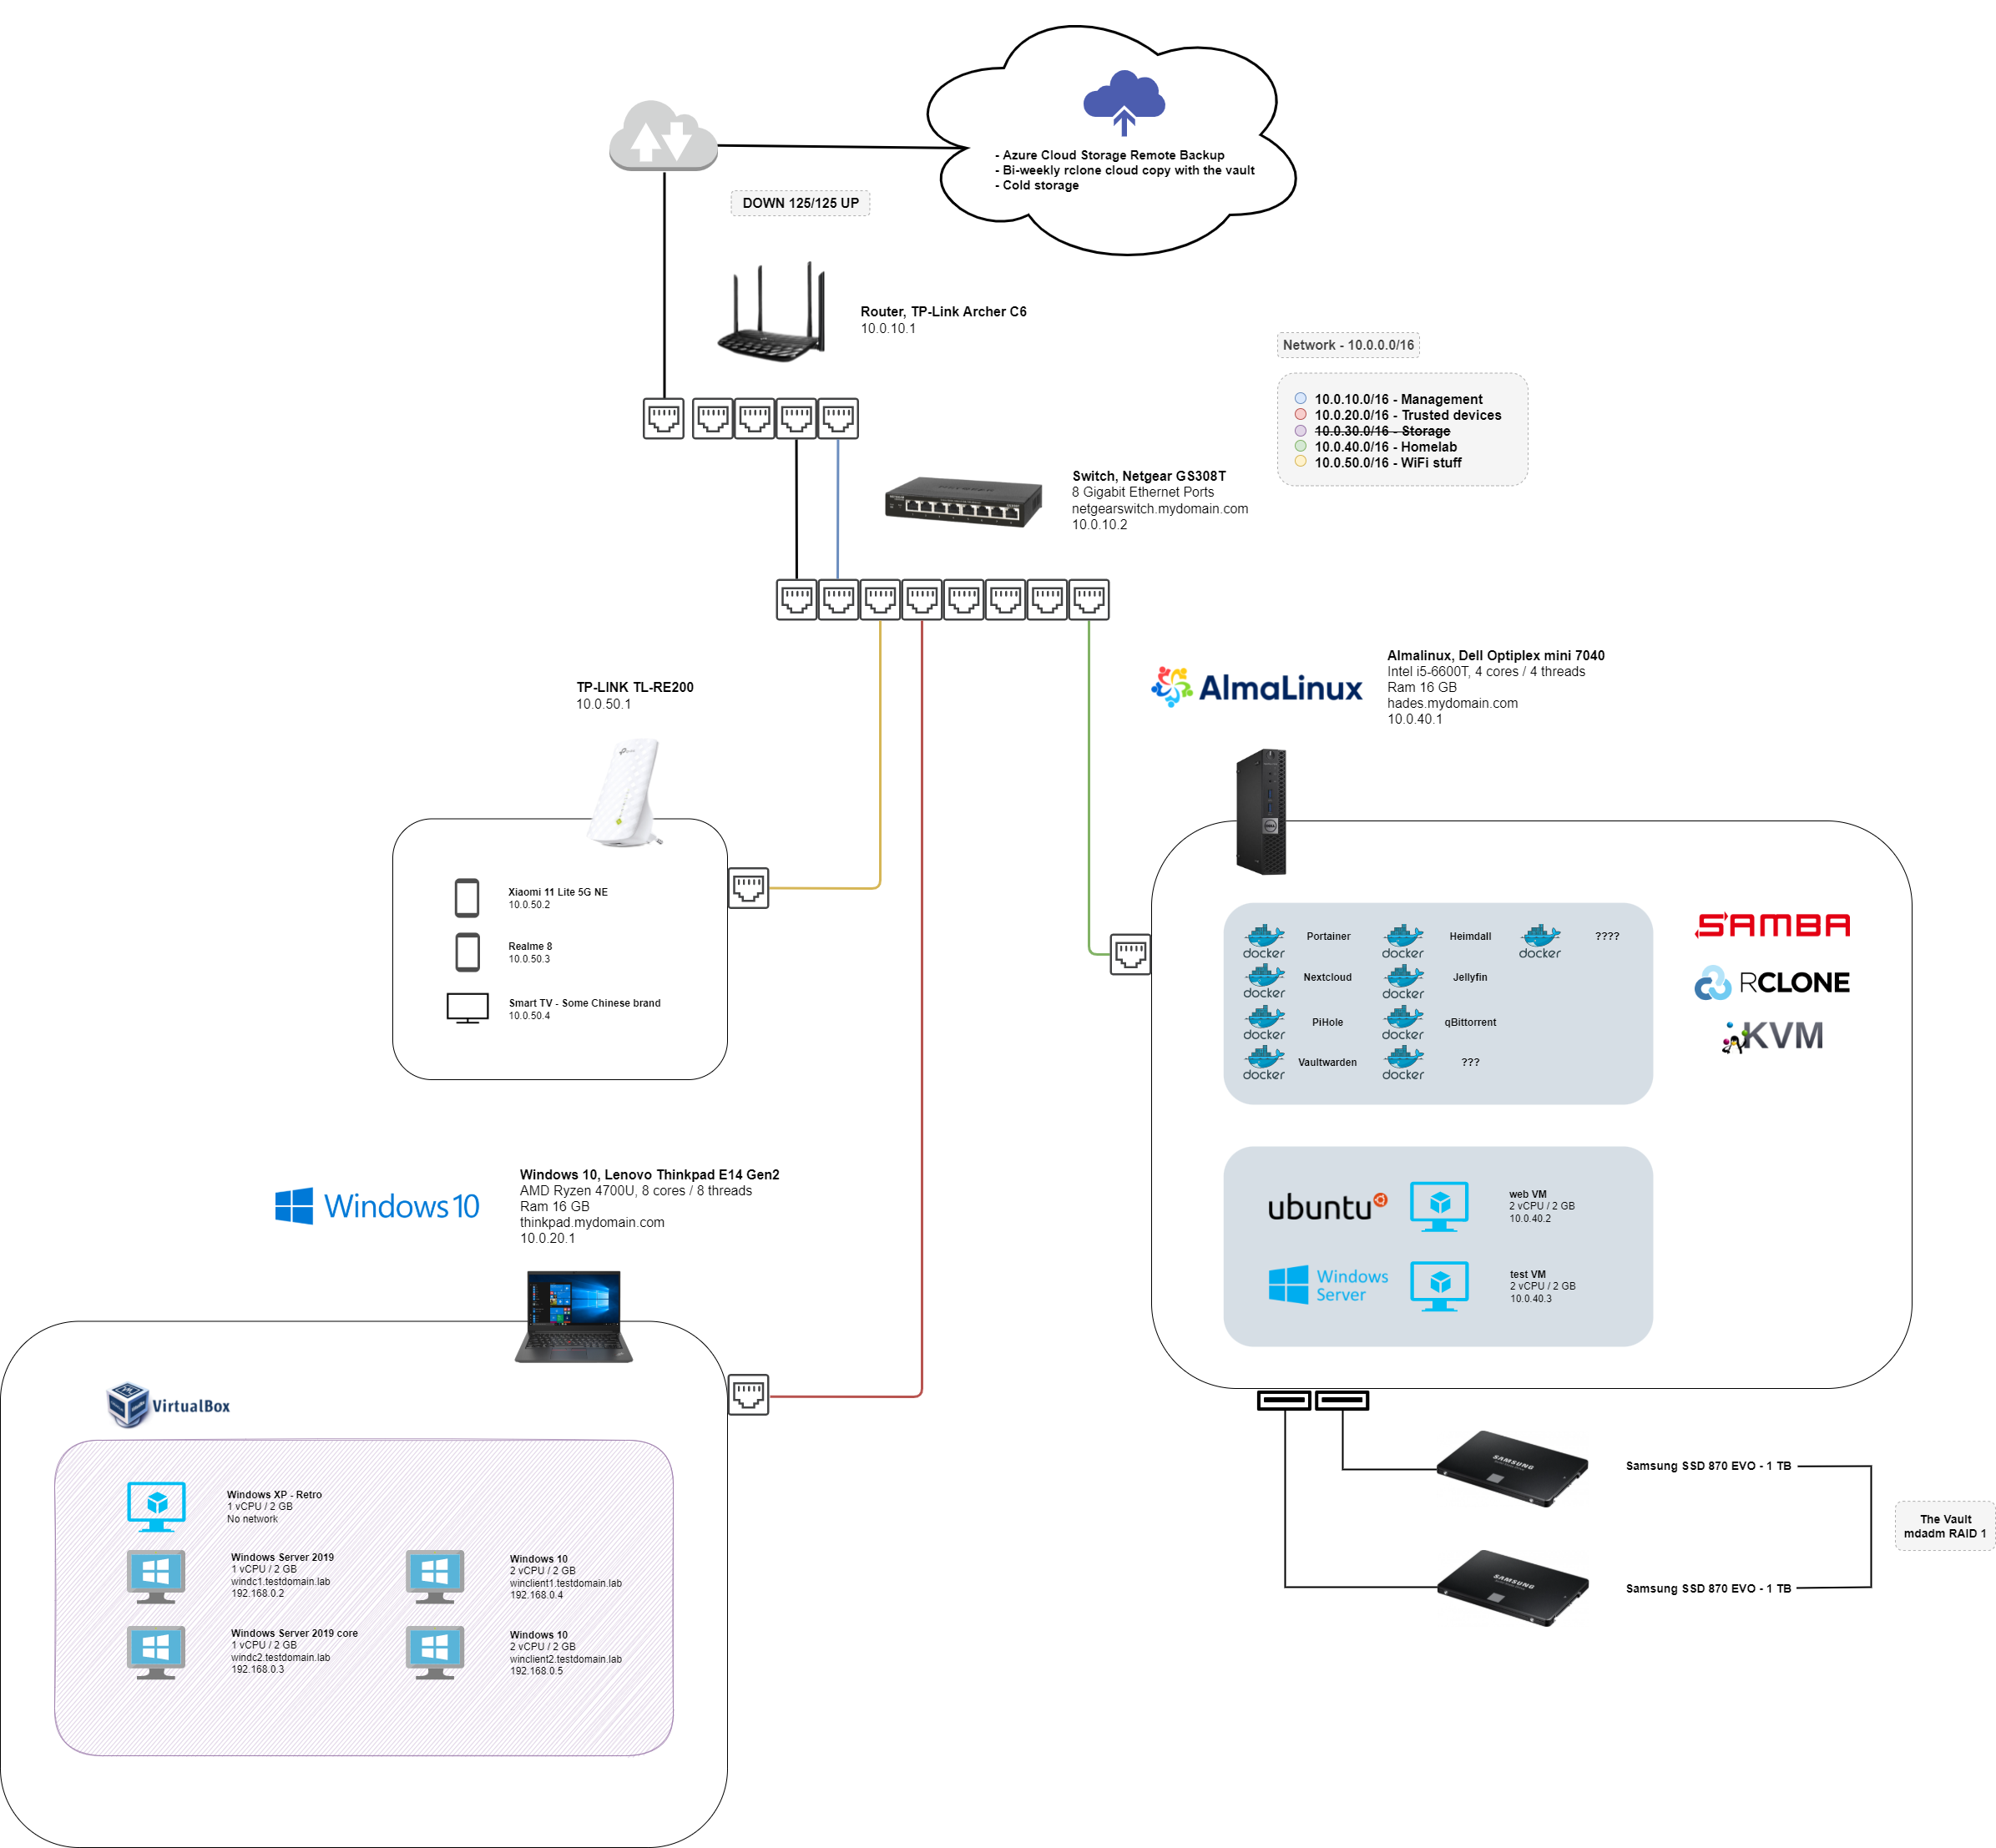 - Azure Cloud Storage Remote Backup
- Bi-weekly rclone cloud copy with the vault
- Cold storage
DOWN 125/125 UP
Router, TP-Link Archer C6
10.0.10.1
Network - 10.0.0.0/16
10.0.10.0/16 - Management
10.0.20.0/16 - Trusted devices
10.0.30.0/16 - Storage
10.0.40.0/16 - Homelab
10.0.50.0/16 - WiFi stuff
Switch, Netgear GS308T
8 Gigabit Ethernet Ports
netgearswitch.mydomain.com
10.0.10.2
TP-LINK TL-RE200
10.0.50.1
Xiaomi 11 Lite 5G NE
10.0.50.2
Realme 8
10.0.50.3
Smart TV - Some Chinese brand
10.0.50.4
AlmaLinux
Almalinux, Dell Optiplex mini 7040
Intel i5-6600T, 4 cores / 4 threads
Ram 16 GB
hades.mydomain.com
10.0.40.1
docker Portainer docker Heimdall docker ????
docker Nextcloud docker Jellyfin
docker PiHole docker qBittorrent
docker Vaultwarden docker ???
SAMBA
RCLONE
KVM
ubuntu
web VM
2 vCPU / 2 GB
10.0.40.2
Windows
Server
test VM
2 vCPU / 2 GB
10.0.40.3
Windows 10
Windows 10, Lenovo Thinkpad E14 Gen2
AMD Ryzen 4700U, 8 cores / 8 threads
Ram 16 GB
thinkpad.mydomain.com
10.0.20.1
VirtualBox
Windows XP - Retro
1 vCPU / 2 GB
No network
Windows Server 2019
1 vCPU / 2 GB
windc1.testdomain.lab
192.168.0.2
Windows 10
2 vCPU / 2 GB
winclient1.testdomain.lab
192.168.0.4
Windows Server 2019 core
1 vCPU / 2 GB
windc2.testdomain.lab
192.168.0.3
Windows 10
2 vCPU / 2 GB
winclient2.testdomain.lab
192.168.0.5
SAMSUNG
Samsung SSD 870 EVO - 1 TB
SAMSUNG
Samsung SSD 870 EVO - 1 TB
The Vault
mdadm RAID 1